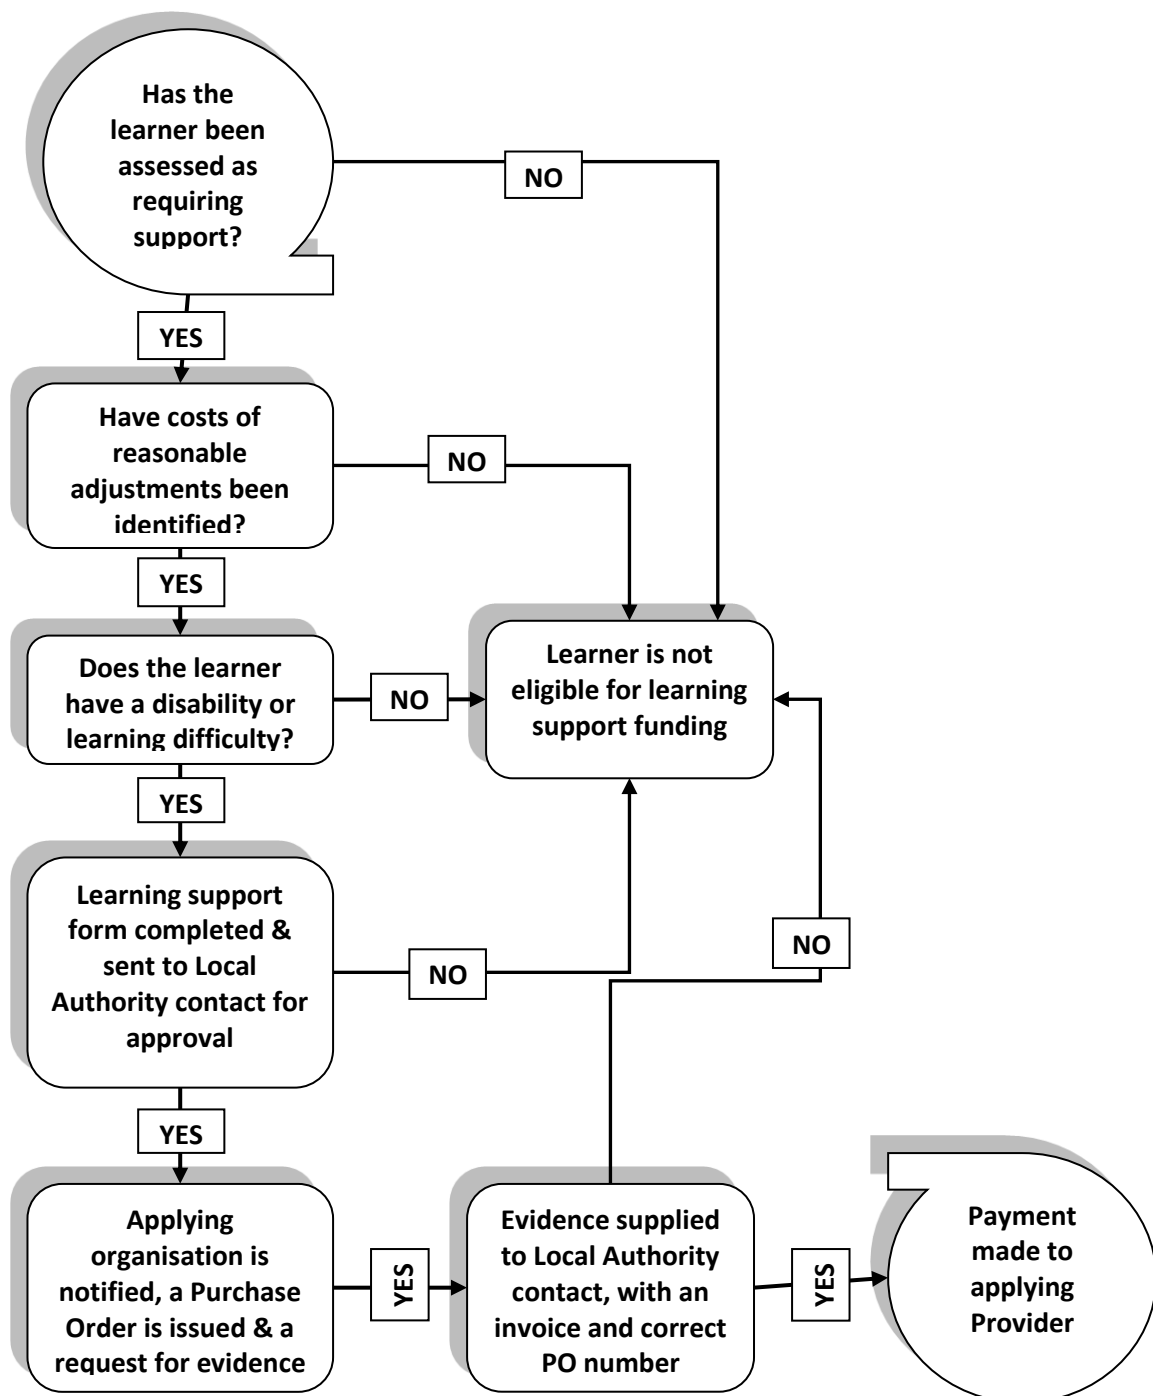 Has the
learner been
assessed as
requiring
support?
NO
YES
Have costs of
reasonable
adjustments been
identified?
NO
YES
Does the learner
have a disability or
learning difficulty?
NO
Learner is not
eligible for learning
support funding
YES
Learning support
form completed &
sent to Local
Authority contact for
approval
NO
NO
YES
Applying
organisation is
notified, a Purchase
Order is issued & a
request for evidence
YES
Evidence supplied
to Local Authority
contact, with an
invoice and correct
PO number
YES
Payment
made to
applying
Provider